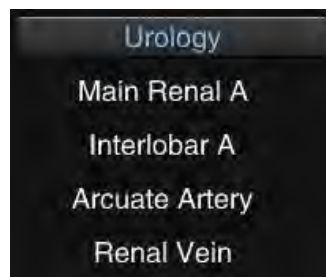 Urology
Main Renal A
Interlobar A
Arcuate Artery
Renal Vein